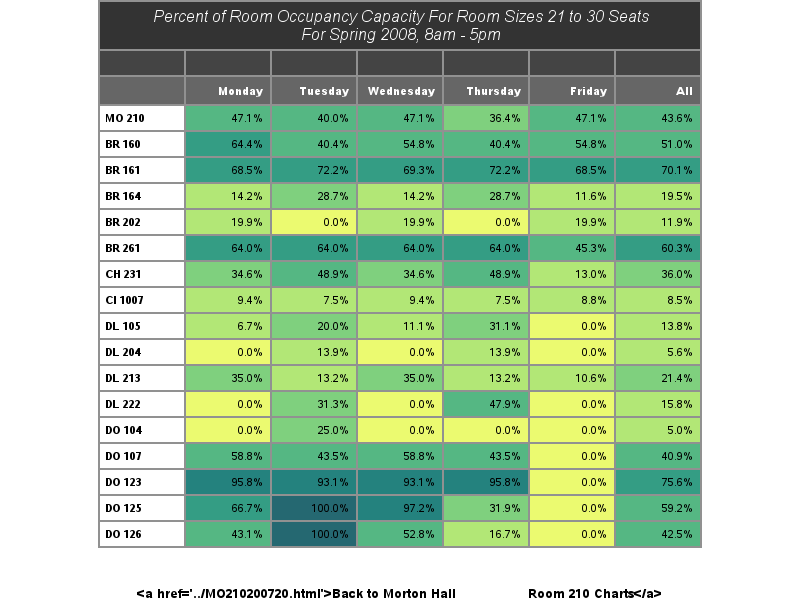 Percent of Room Occupancy Capacity For Room Sizes 21 to 30 Seats
For Spring 2008, 8am - 5pm
Monday Tuesday Wednesday Thursday Friday All
MO 210 47.1% 40.0% 47.1% 36.4% 47.1% 43.6%
BR 160 64.4% 40.4% 54.8% 40.4% 54.8% 51.0%
BR 161 68.5% 72.2% 69.3% 72.2% 68.5% 70.1%
BR 164 14.2% 28.7% 14.2% 28.7% 11.6% 19.5%
BR 202 19.9% 0.0% 19.9% 0.0% 19.9% 11.9%
BR 261 64.0% 64.0% 64.0% 64.0% 45.3% 60.3%
CH 231 34.6% 48.9% 34.6% 48.9% 13.0% 36.0%
CI 1007 9.4% 7.5% 9.4% 7.5% 8.8% 8.5%
DL 105 6.7% 20.0% 11.1% 31.1% 0.0% 13.8%
DL 204 0.0% 13.9% 0.0% 13.9% 0.0% 5.6%
DL 213 35.0% 13.2% 35.0% 13.2% 10.6% 21.4%
DL 222 0.0% 31.3% 0.0% 47.9% 0.0% 15.8%
DO 104 0.0% 25.0% 0.0% 0.0% 0.0% 5.0%
DO 107 58.8% 43.5% 58.8% 43.5% 0.0% 40.9%
DO 123 95.8% 93.1% 93.1% 95.8% 0.0% 75.6%
DO 125 66.7% 100.0% 97.2% 31.9% 0.0% 59.2%
DO 126 43.1% 100.0% 52.8% 16.7% 0.0% 42.5%
<a href='../MO210200720.html'>Back to Morton Hall Room 210 Charts</a>